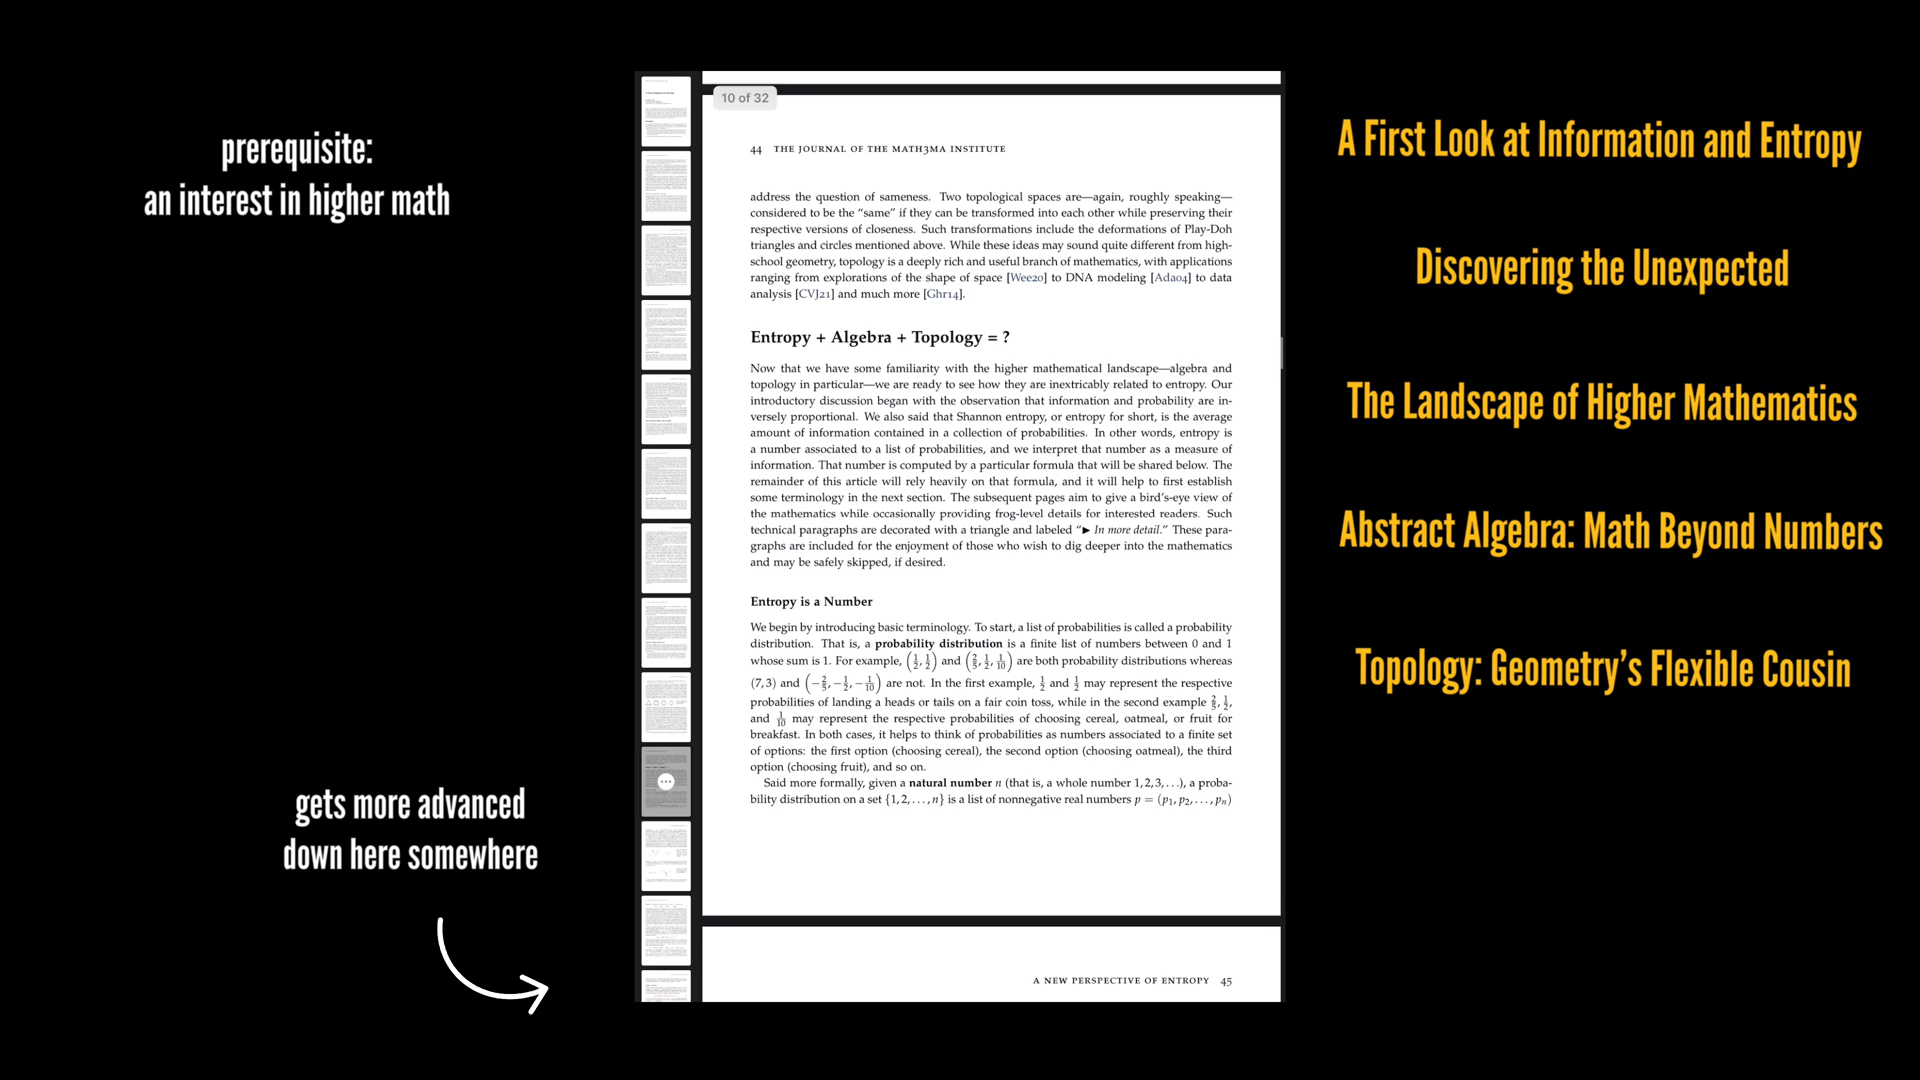 prerequisite:
an interest in higher math
gets more advanced
down here somewhere
10 of 32
44 THE JOURNAL OF THE MATH3MA INSTITUTE
address the question of sameness. Two topological spaces are—again, roughly speaking—
considered to be the “same” if they can be transformed into each other while preserving their
respective versions of closeness. Such transformations include the deformations of Play-Doh
triangles and circles mentioned above. While these ideas may sound quite different from high-
school geometry, topology is a deeply rich and useful branch of mathematics, with applications
ranging from explorations of the shape of space [Wee20] to DNA modeling [Ada04] to data
analysis [CVJ21] and much more [Ghr14].
Entropy + Algebra + Topology = ?
Now that we have some familiarity with the higher mathematical landscape—algebra and
topology in particular—we are ready to see how they are inextricably related to entropy. Our
introductory discussion began with the observation that information and probability are in-
versely proportional. We also said that Shannon entropy, or entropy for short, is the average
amount of information contained in a collection of probabilities. In other words, entropy is
a number associated to a list of probabilities, and we interpret that number as a measure of
information. That number is computed by a particular formula that will be shared below. The
remainder of this article will rely heavily on that formula, and it will help to first establish
some terminology in the next section. The subsequent pages aim to give a bird’s-eye view of
the mathematics while occasionally providing frog-level details for interested readers. Such
technical paragraphs are decorated with a triangle and labeled “▶ In more detail.” These para-
graphs are included for the enjoyment of those who wish to dig deeper into the mathematics
and may be safely skipped, if desired.
Entropy is a Number
We begin by introducing basic terminology. To start, a list of probabilities is called a probability
distribution. That is, a probability distribution is a finite list of numbers between 0 and 1
whose sum is 1. For example, (1/2, 1/2) and (2/5, 1/2, 1/10) are both probability distributions whereas
(7, 3) and (−2/5, −1/2, −1/10) are not. In the first example, 1/2 and 1/2 may represent the respective
probabilities of landing a heads or tails on a fair coin toss, while in the second example 2/5, 1/2,
and 1/10 may represent the respective probabilities of choosing cereal, oatmeal, or fruit for
breakfast. In both cases, it helps to think of probabilities as numbers associated to a finite set
of options: the first option (choosing cereal), the second option (choosing oatmeal), the third
option (choosing fruit), and so on.
Said more formally, given a natural number n (that is, a whole number 1, 2, 3, . . .), a proba-
bility distribution on a set {1, 2, . . . , n} is a list of nonnegative real numbers p = (p₁, p₂, . . . , pₙ)
A NEW PERSPECTIVE OF ENTROPY 45
A First Look at Information and Entropy
Discovering the Unexpected
The Landscape of Higher Mathematics
Abstract Algebra: Math Beyond Numbers
Topology: Geometry’s Flexible Cousin